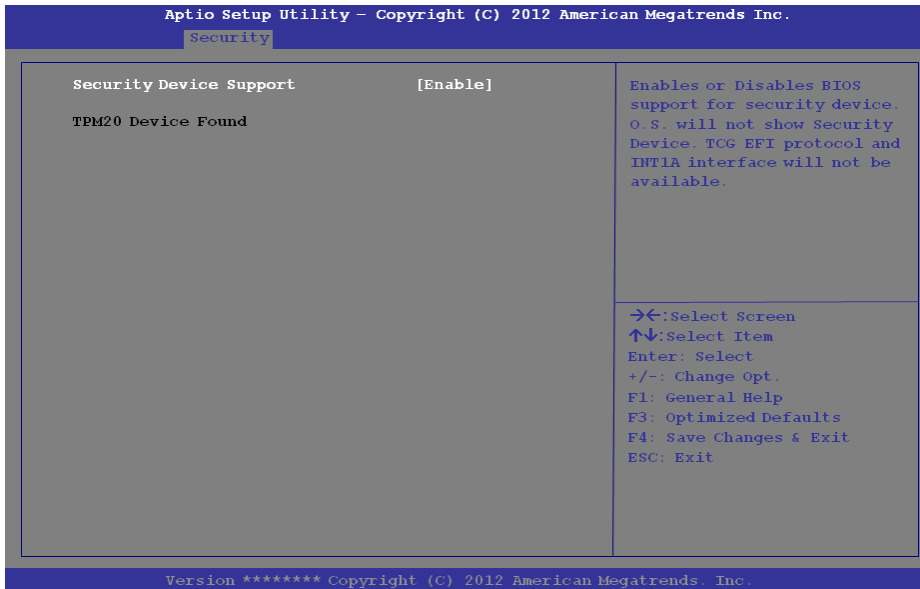 Aptio Setup Utility – Copyright (C) 2012 American Megatrends Inc.
Security
Security Device Support [Enable]
TPM20 Device Found
Enables or Disables BIOS
support for security device.
O.S. will not show Security
Device. TCG EFI protocol and
INT1A interface will not be
available.
→←:Select Screen
↑↓:Select Item
Enter: Select
+/-: Change Opt.
F1: General Help
F3: Optimized Defaults
F4: Save Changes & Exit
ESC: Exit
Version ******** Copyright (C) 2012 American Megatrends. Inc.